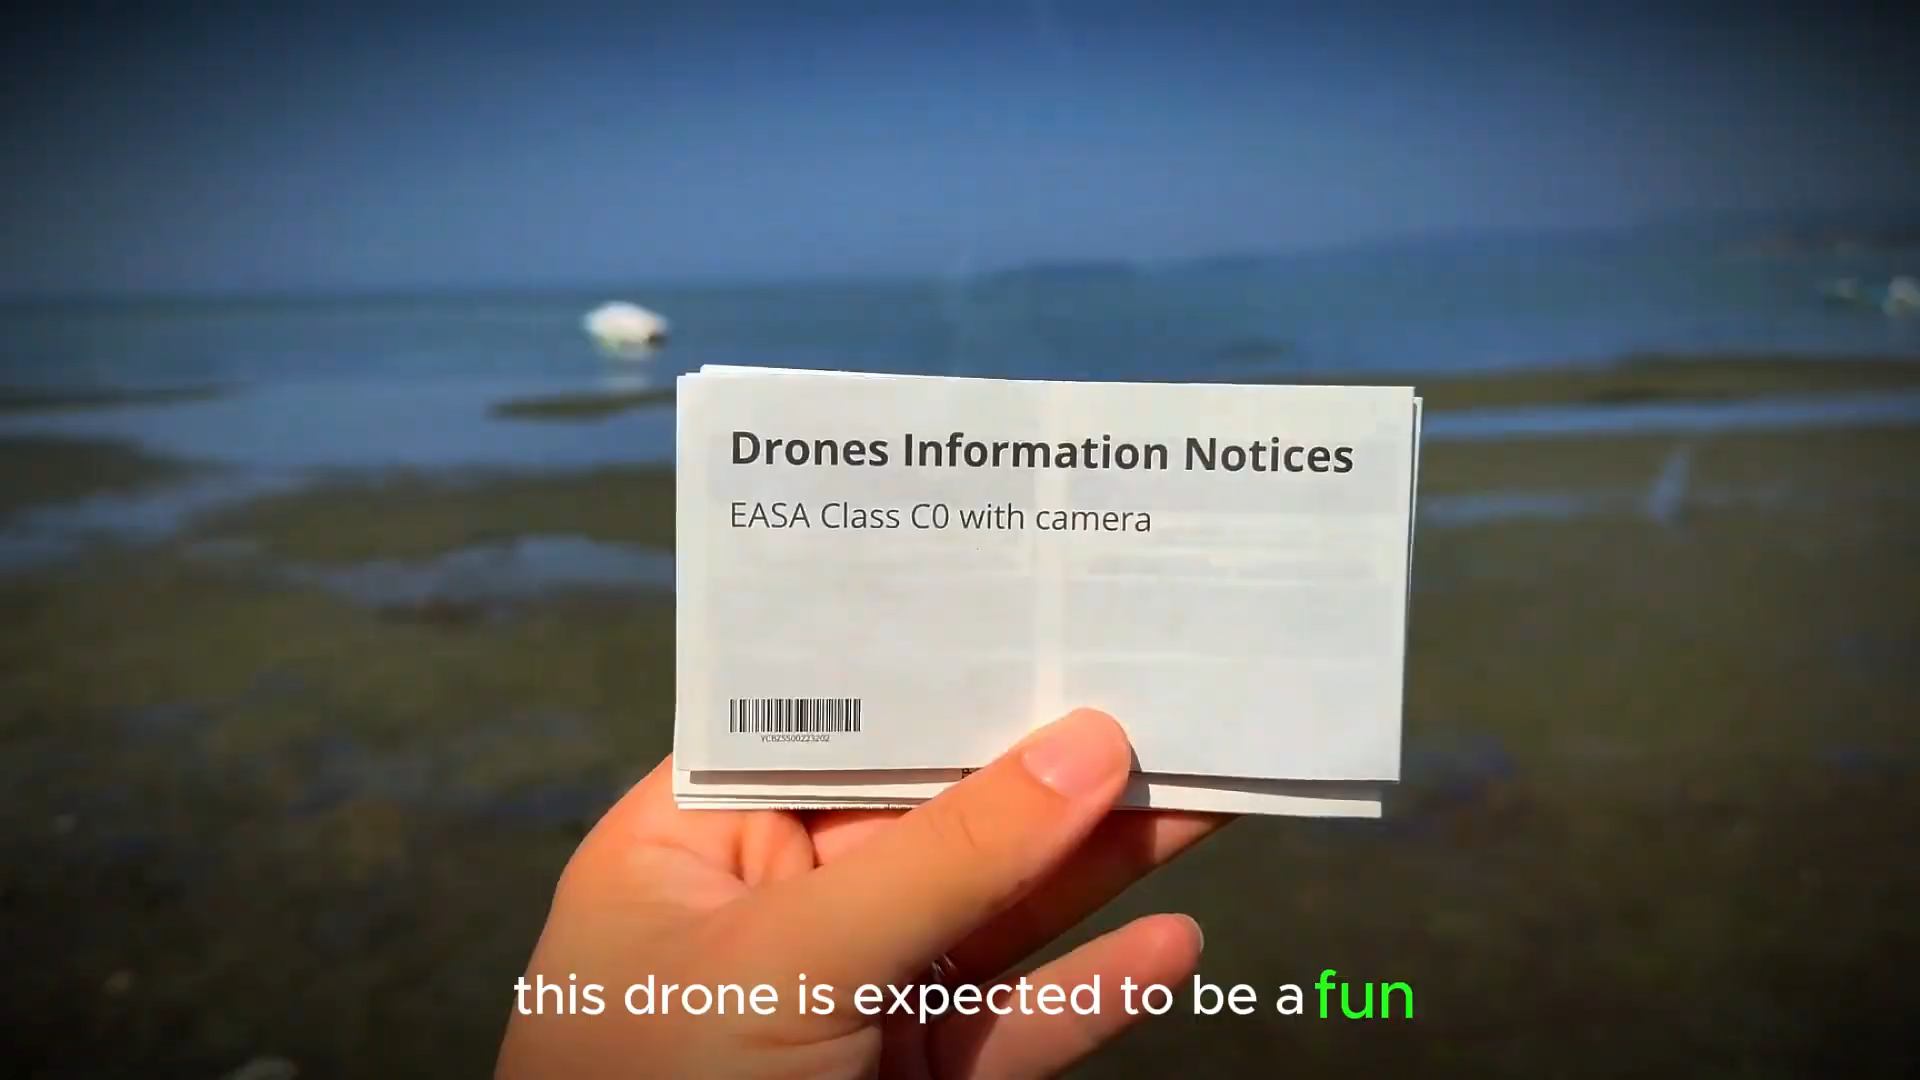 Drones Information Notices
EASA Class C0 with camera
this drone is expected to be a fun